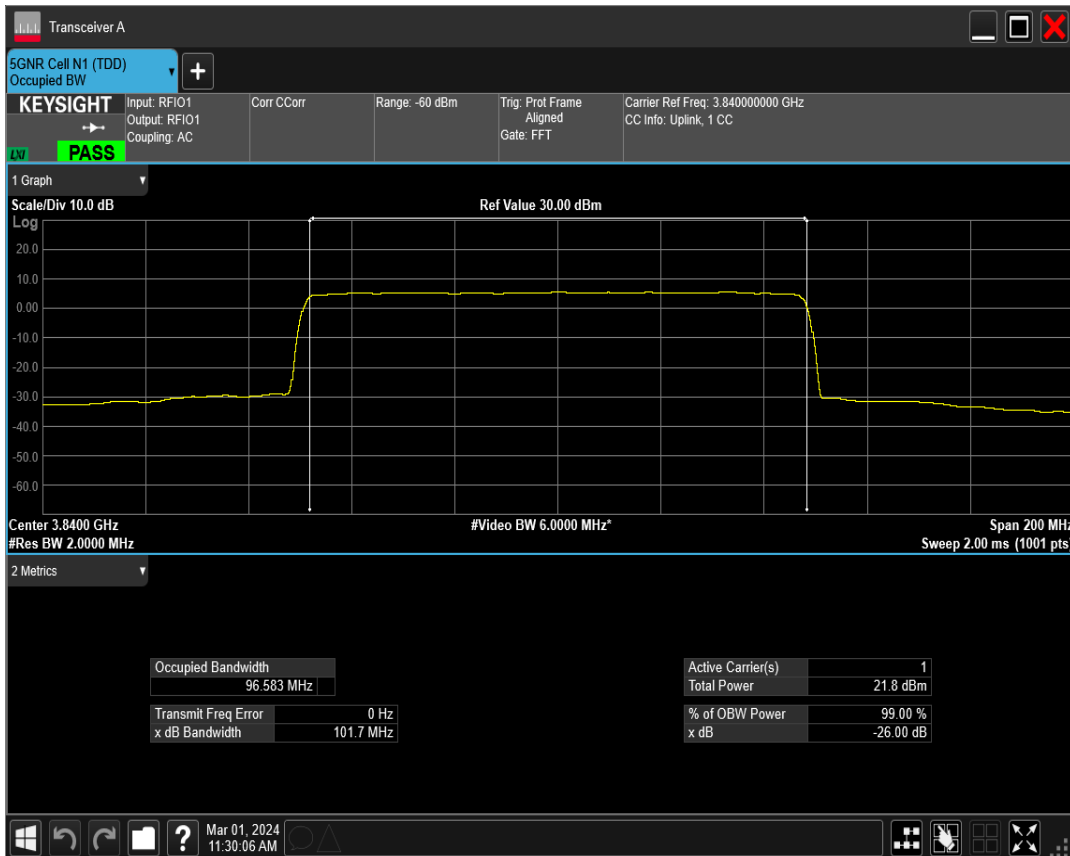 Transceiver A
5GNR Cell N1 (TDD)
Occupied BW
+
KEYSIGHT
LXI
PASS
Input: RFIO1
Output: RFIO1
Coupling: AC
Corr CCorr
Range: -60 dBm
Trig: Prot Frame
Aligned
Gate: FFT
Carrier Ref Freq: 3.840000000 GHz
CC Info: Uplink, 1 CC
1 Graph
Scale/Div 10.0 dB
Ref Value 30.00 dBm
Log
20.0
10.0
0.00
-10.0
-20.0
-30.0
-40.0
-50.0
-60.0
Center 3.8400 GHz
#Video BW 6.0000 MHz*
Span 200 MHz
#Res BW 2.0000 MHz
Sweep 2.00 ms (1001 pts)
2 Metrics
Occupied Bandwidth
96.583 MHz
Transmit Freq Error 0 Hz
x dB Bandwidth 101.7 MHz
Active Carrier(s) 1
Total Power 21.8 dBm
% of OBW Power 99.00 %
x dB -26.00 dB
?
Mar 01, 2024
11:30:06 AM